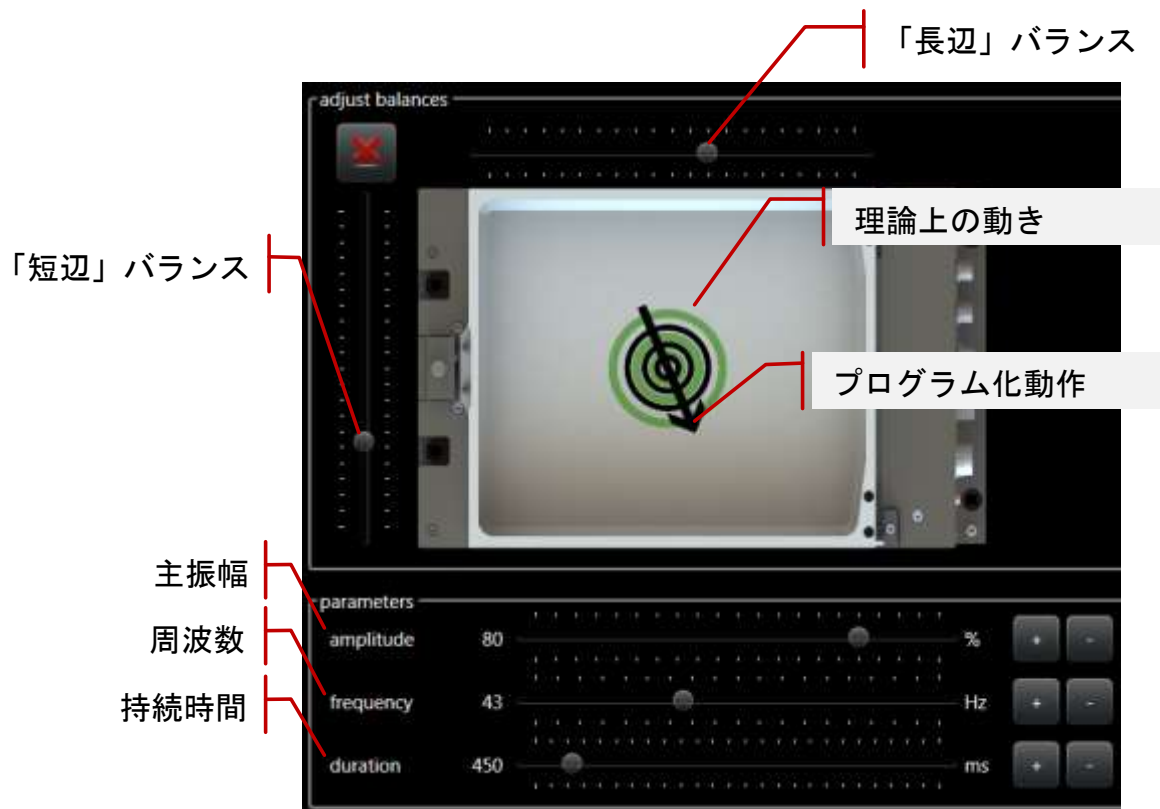 「長辺」バランス
adjust balances
理論上の動き
「短辺」バランス
プログラム化動作
主振幅
parameters
amplitude 80 % + -
周波数
frequency 43 Hz + -
持続時間
duration 450 ms + -